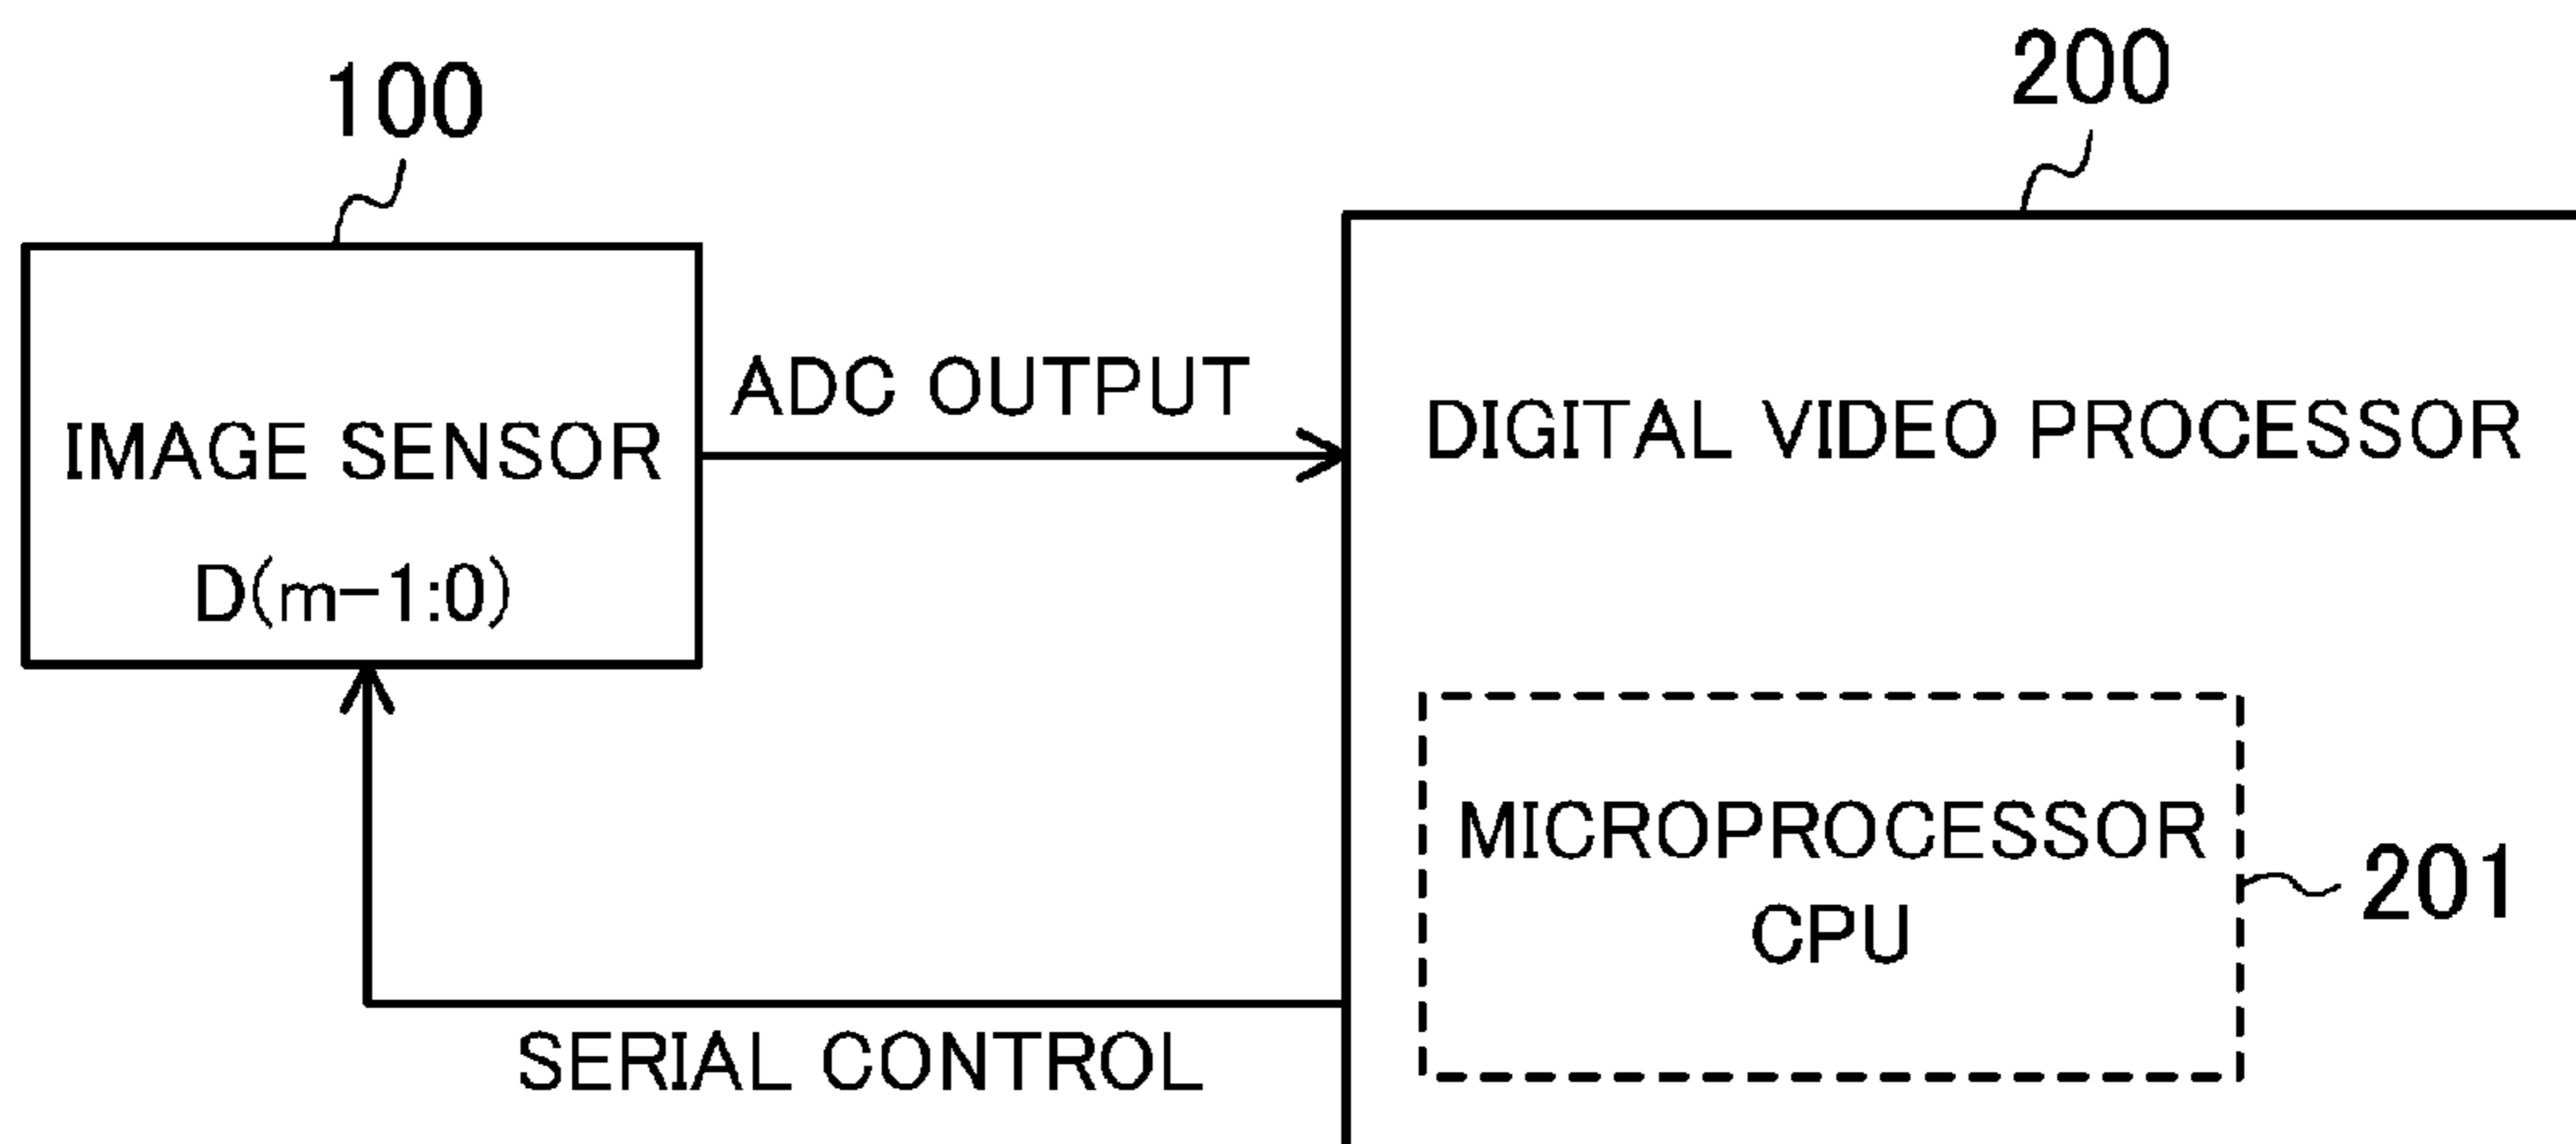 100
200
IMAGE SENSOR
D(m-1:0)
ADC OUTPUT
DIGITAL VIDEO PROCESSOR
MICROPROCESSOR
CPU
201
SERIAL CONTROL